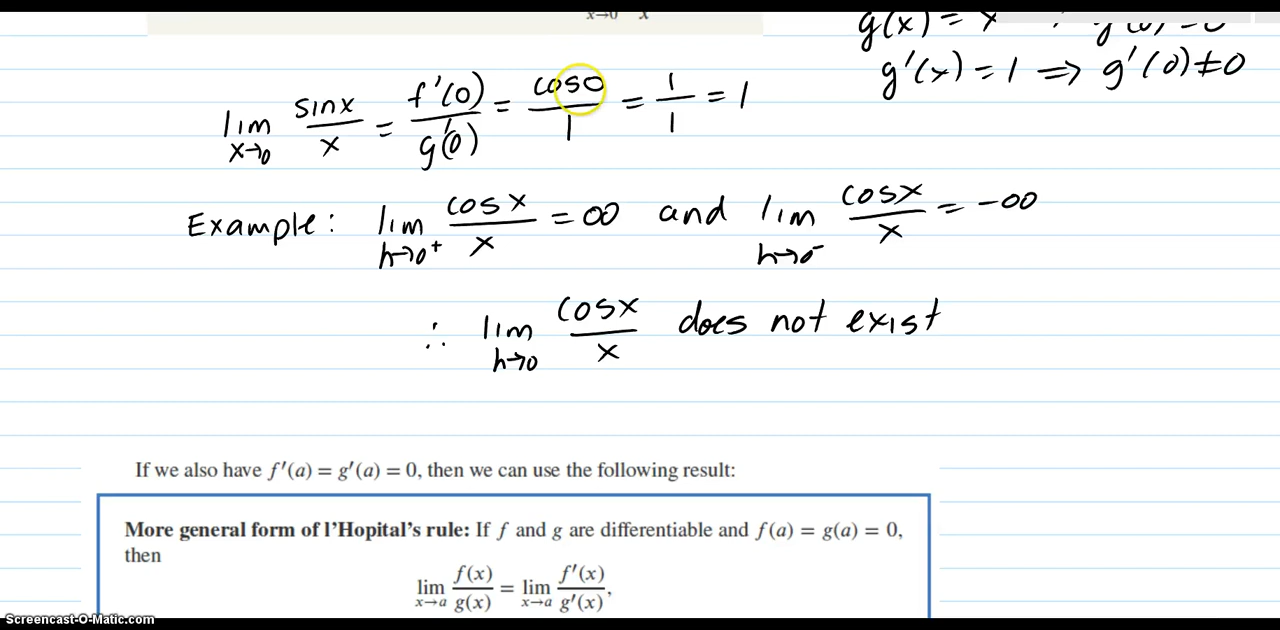 x→0 x
g(x) = x
g'(x) = 1 ⇒ g'(0) ≠ 0
lim x→0 sinx/x = f'(0)/g'(0) = cos0/1 = 1/1 = 1
Example: lim h→0⁺ cosx/x = ∞ and lim h→0⁻ cosx/x = -∞
∴ lim h→0 cosx/x does not exist
If we also have f′(a) = g′(a) = 0, then we can use the following result:
More general form of l'Hopital's rule: If f and g are differentiable and f(a) = g(a) = 0,
then
lim x→a f(x)/g(x) = lim x→a f′(x)/g′(x),
Screencast-O-Matic.com